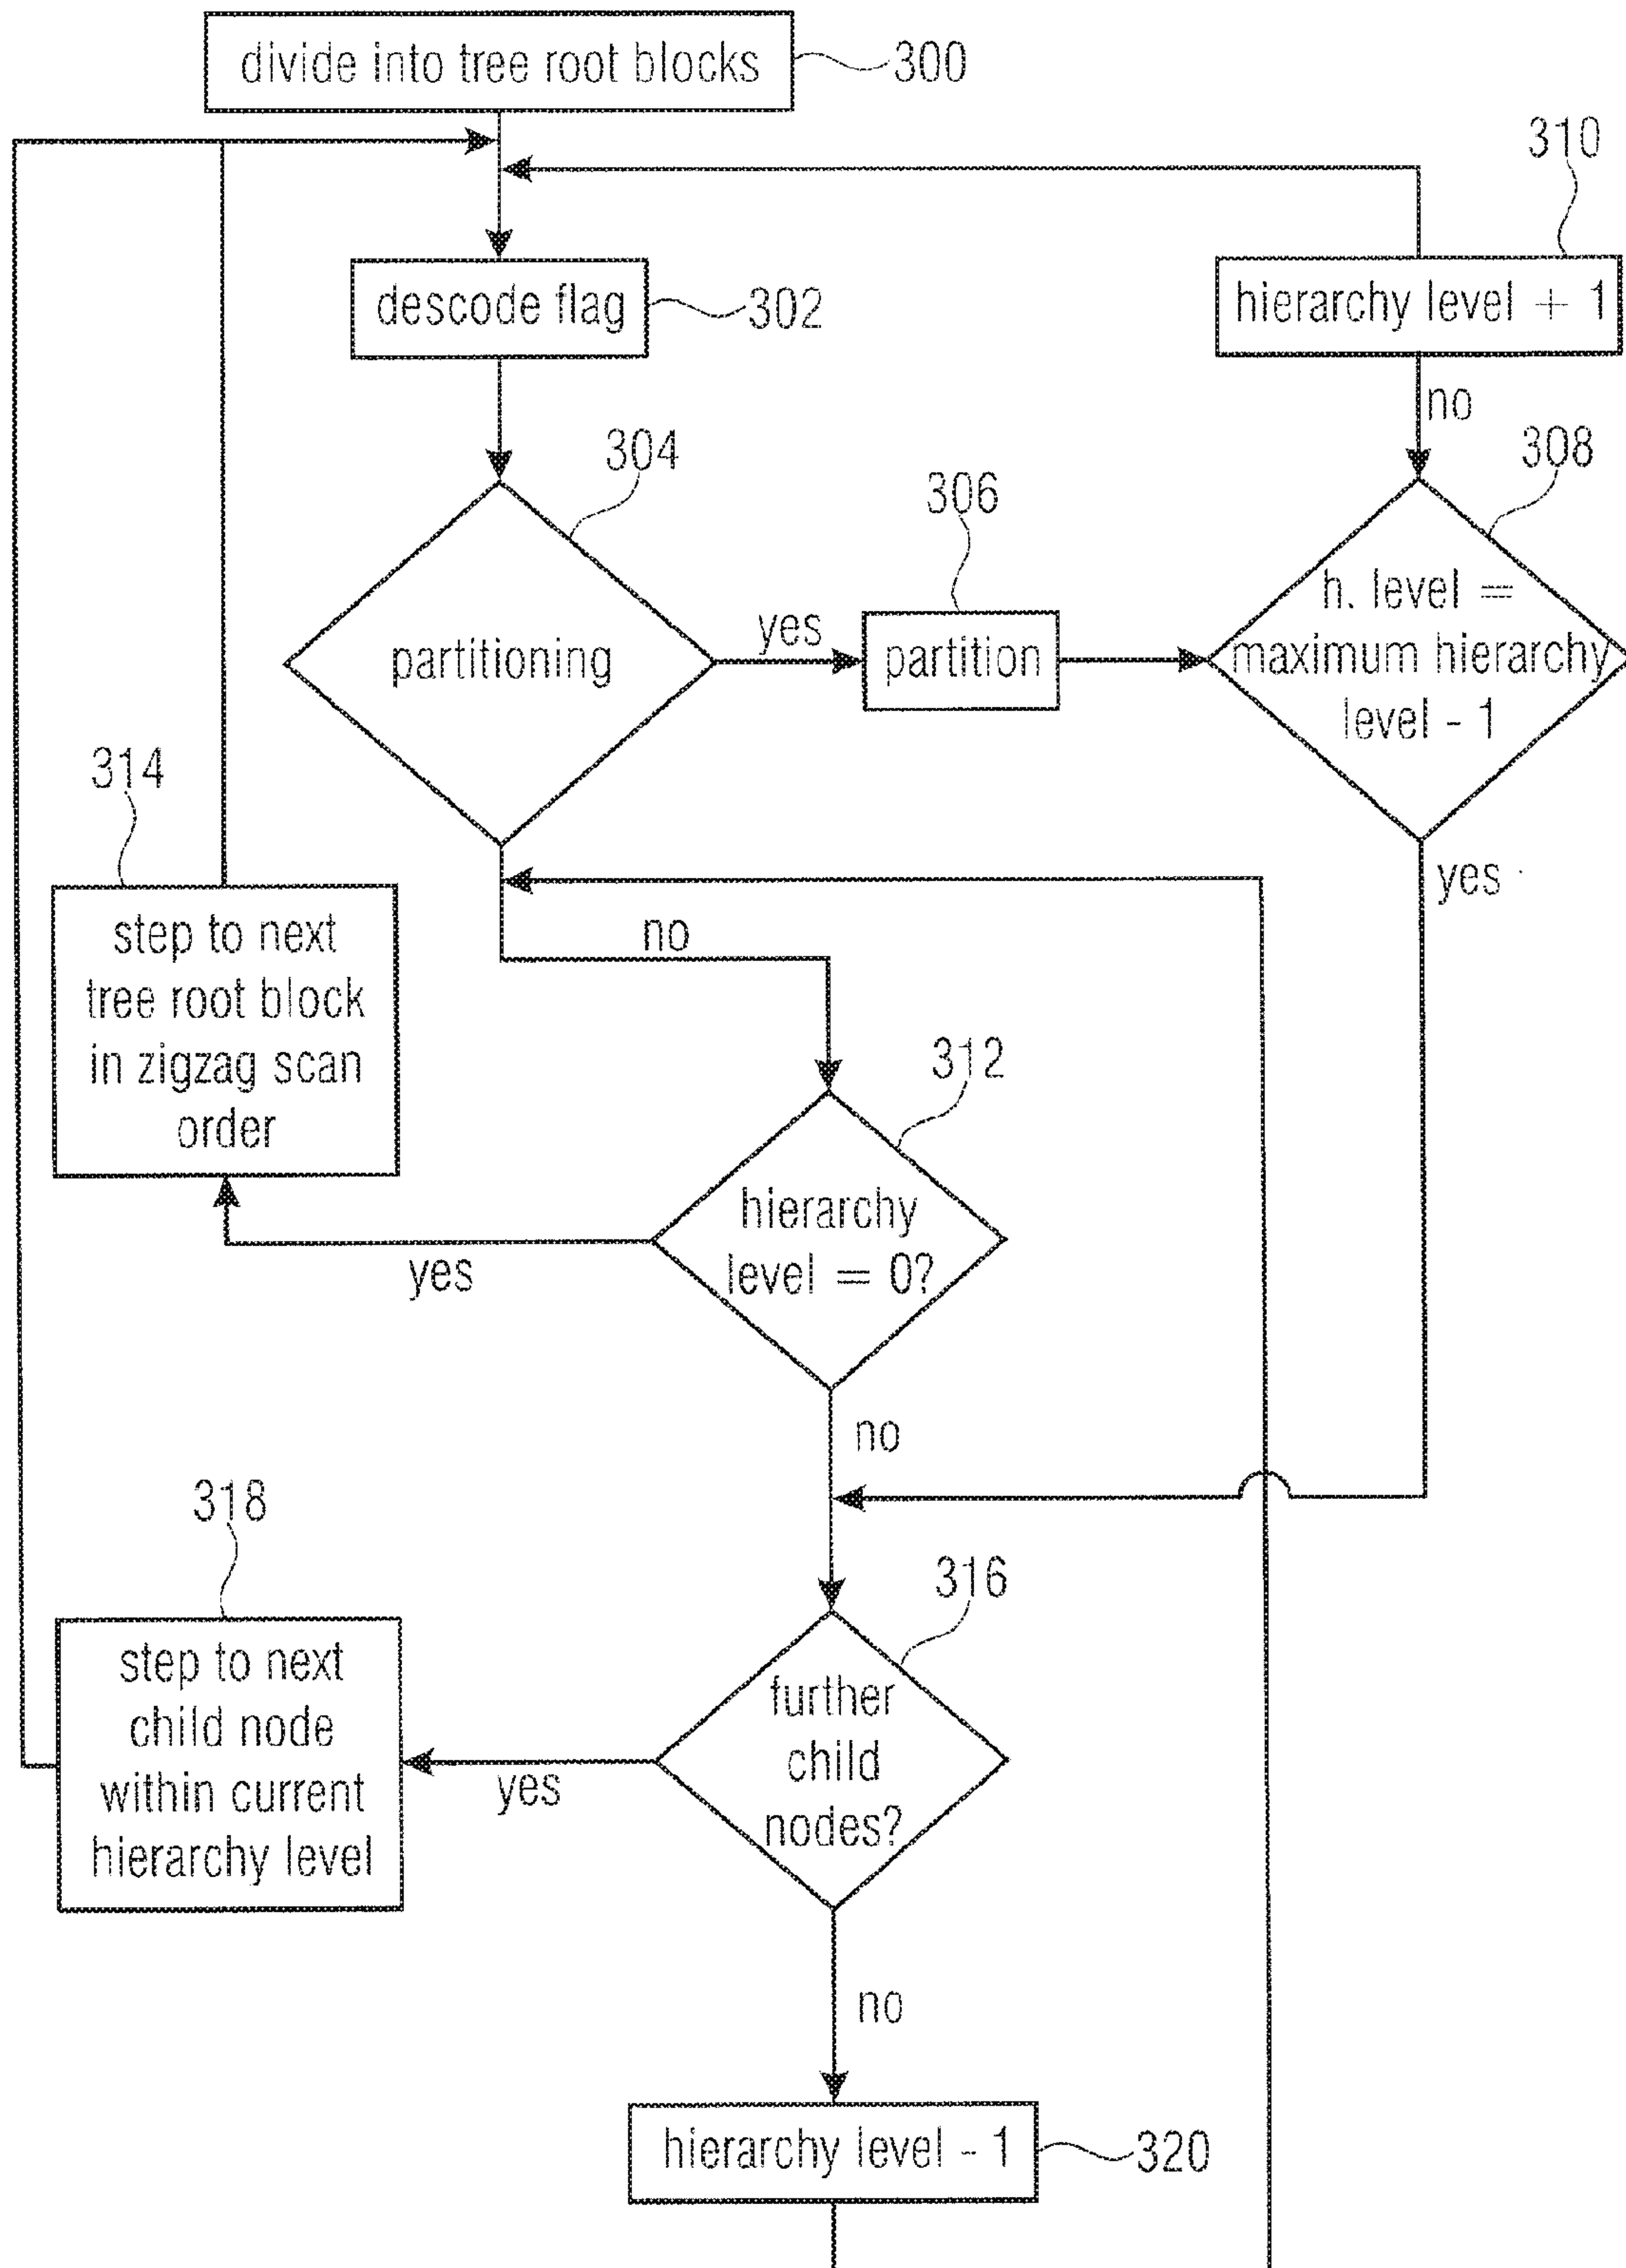 divide into tree root blocks
300
310
descode flag
302
hierarchy level + 1
no
304
308
306
partitioning
yes
partition
h. level =
maximum hierarchy
level - 1
314
yes
step to next
tree root block
in zigzag scan
order
no
312
hierarchy
level = 0?
yes
no
318
316
step to next
child node
within current
hierarchy level
yes
further
child
nodes?
no
hierarchy level - 1
320